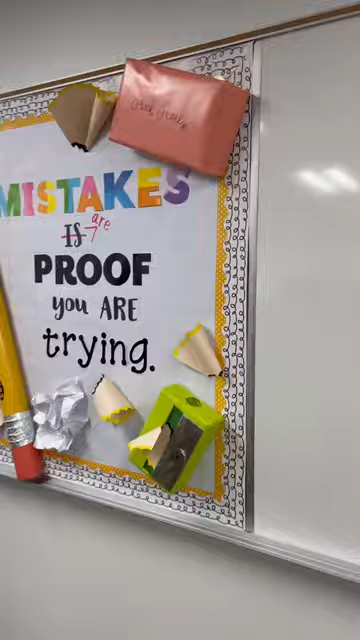 MISTAKES
are
IS
PROOF
you ARE
trying.